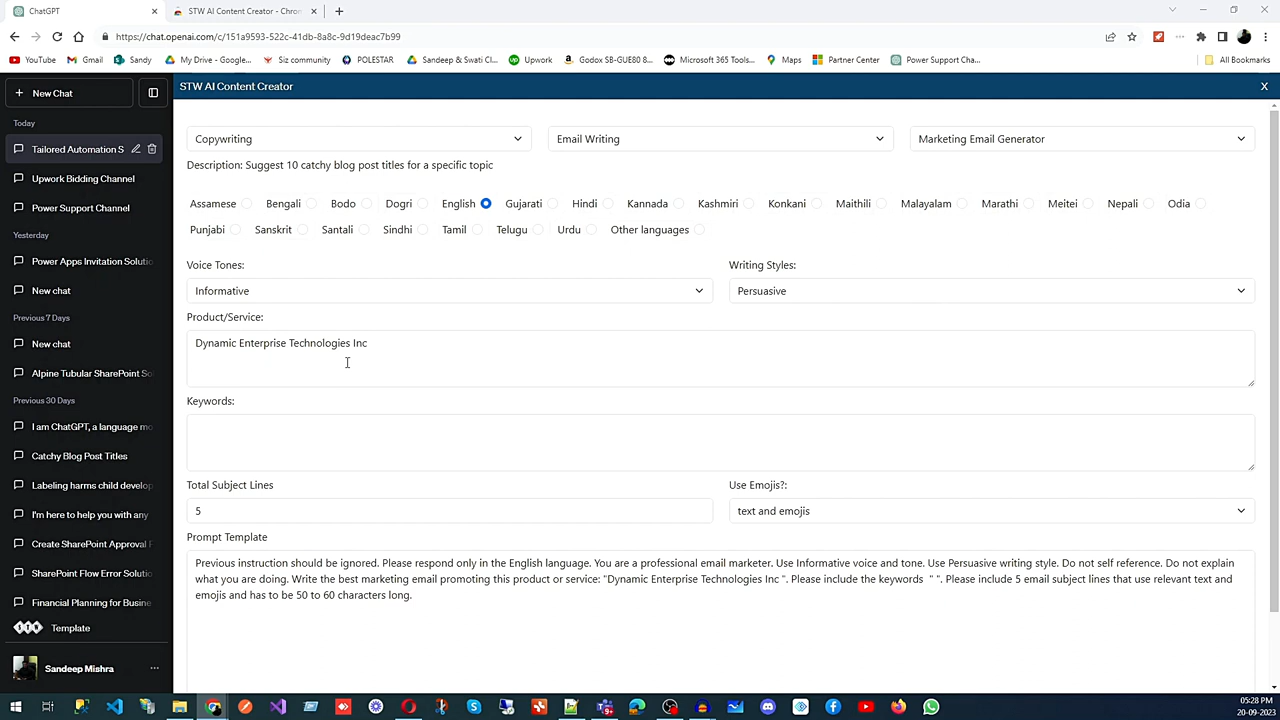 ChatGPT
STW AI Content Creator - Chro
https://chat.openai.com/c/151a9593-522c-41db-8a8c-9d19deac7b99
YouTube Gmail Sandy My Drive - Google... Siz community POLESTAR Sandeep & Swati Cl... Upwork Godox SB-GUE80 8... Microsoft 365 Tools... Maps Partner Center Power Support Cha... All Bookmarks
New Chat
STW AI Content Creator
X
Today
Tailored Automation S
Upwork Bidding Channel
Power Support Channel
Yesterday
Power Apps Invitation Solutio
New chat
Previous 7 Days
New chat
Alpine Tubular SharePoint So
Previous 30 Days
I am ChatGPT, a language mo
Catchy Blog Post Titles
Labeling harms child develop
I'm here to help you with any
Create SharePoint Approval F
SharePoint Flow Error Solutio
Financial Planning for Busine
STW Template
Sandeep Mishra
Copywriting
Email Writing
Marketing Email Generator
Description: Suggest 10 catchy blog post titles for a specific topic
Assamese Bengali Bodo Dogri English Gujarati Hindi Kannada Kashmiri Konkani Maithili Malayalam Marathi Meitei Nepali Odia
Punjabi Sanskrit Santali Sindhi Tamil Telugu Urdu Other languages
Voice Tones:
Writing Styles:
Informative
Persuasive
Product/Service:
Dynamic Enterprise Technologies Inc
Keywords:
Total Subject Lines
Use Emojis?:
5
text and emojis
Prompt Template
Previous instruction should be ignored. Please respond only in the English language. You are a professional email marketer. Use Informative voice and tone. Use Persuasive writing style. Do not self reference. Do not explain
what you are doing. Write the best marketing email promoting this product or service: "Dynamic Enterprise Technologies Inc ". Please include the keywords " ". Please include 5 email subject lines that use relevant text and
emojis and has to be 50 to 60 characters long.
05:28 PM
20-09-2023